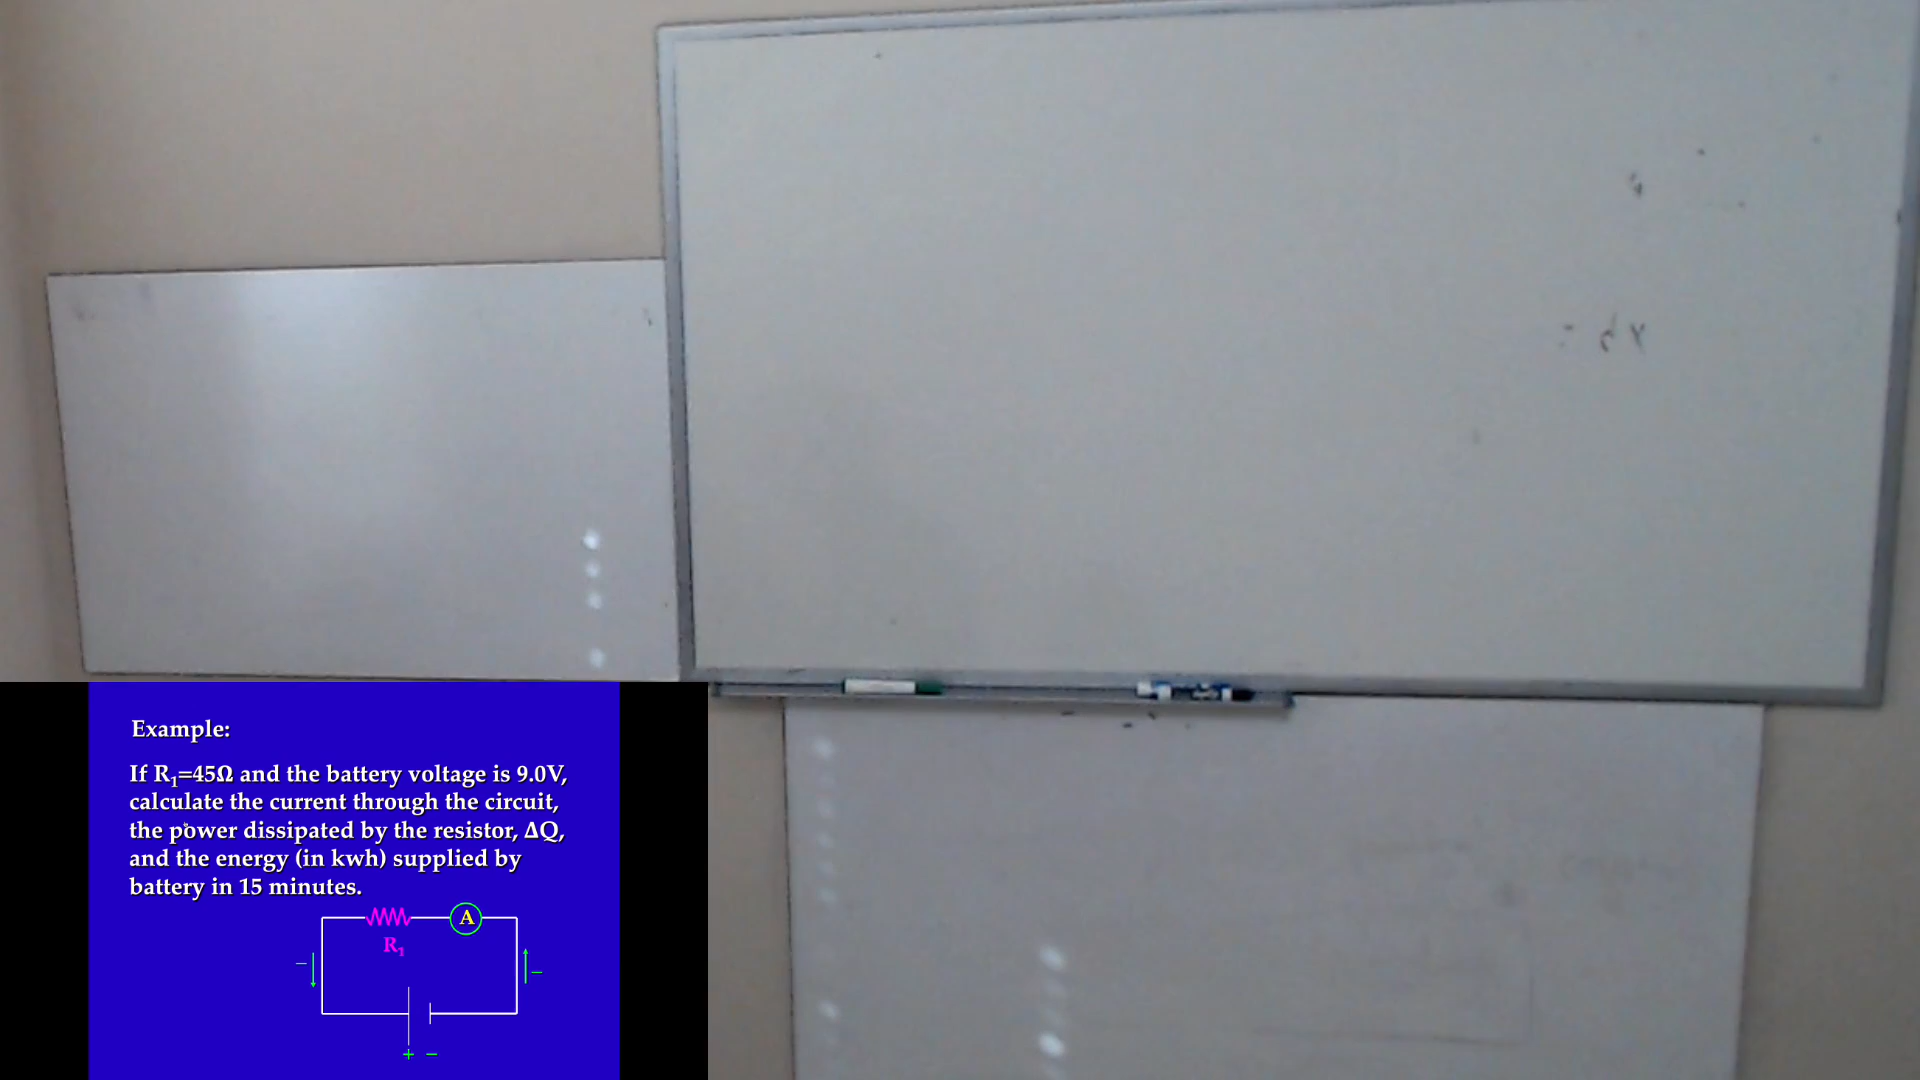 Example:
If R₁=45Ω and the battery voltage is 9.0V,
calculate the current through the circuit,
the power dissipated by the resistor, ΔQ,
and the energy (in kwh) supplied by
battery in 15 minutes.
A
R₁
− −
+ −